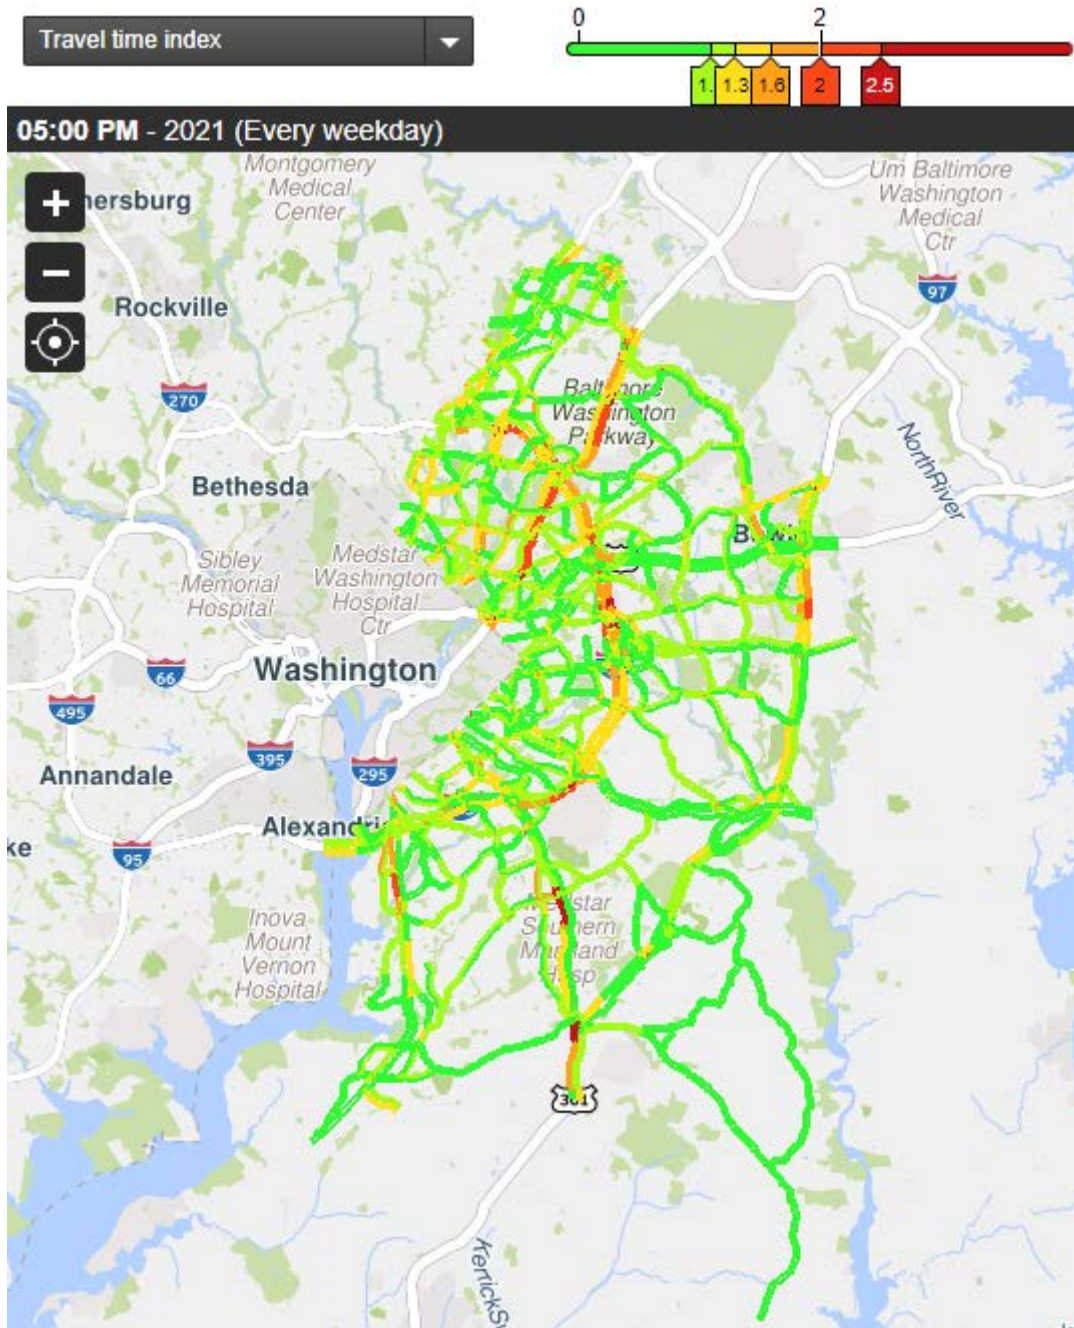 Travel time index
0 2
1. 1.3 1.6 2 2.5
05:00 PM - 2021 (Every weekday)
+
Montgomery
Medical
Center
Um Baltimore
Washington
Medical
Ctr
hersburg
−
97
Rockville
270
Baltimore
Washington
Parkway
NorthRiver
Bethesda
Sibley
Memorial
Hospital
Medstar
Washington
Hospital
Ctr
Washington
66
495
395
295
Annandale
Alexandri
ke
95
Inova
Mount
Vernon
Hospital
Medstar
Southern
Maryland
Hosp
301